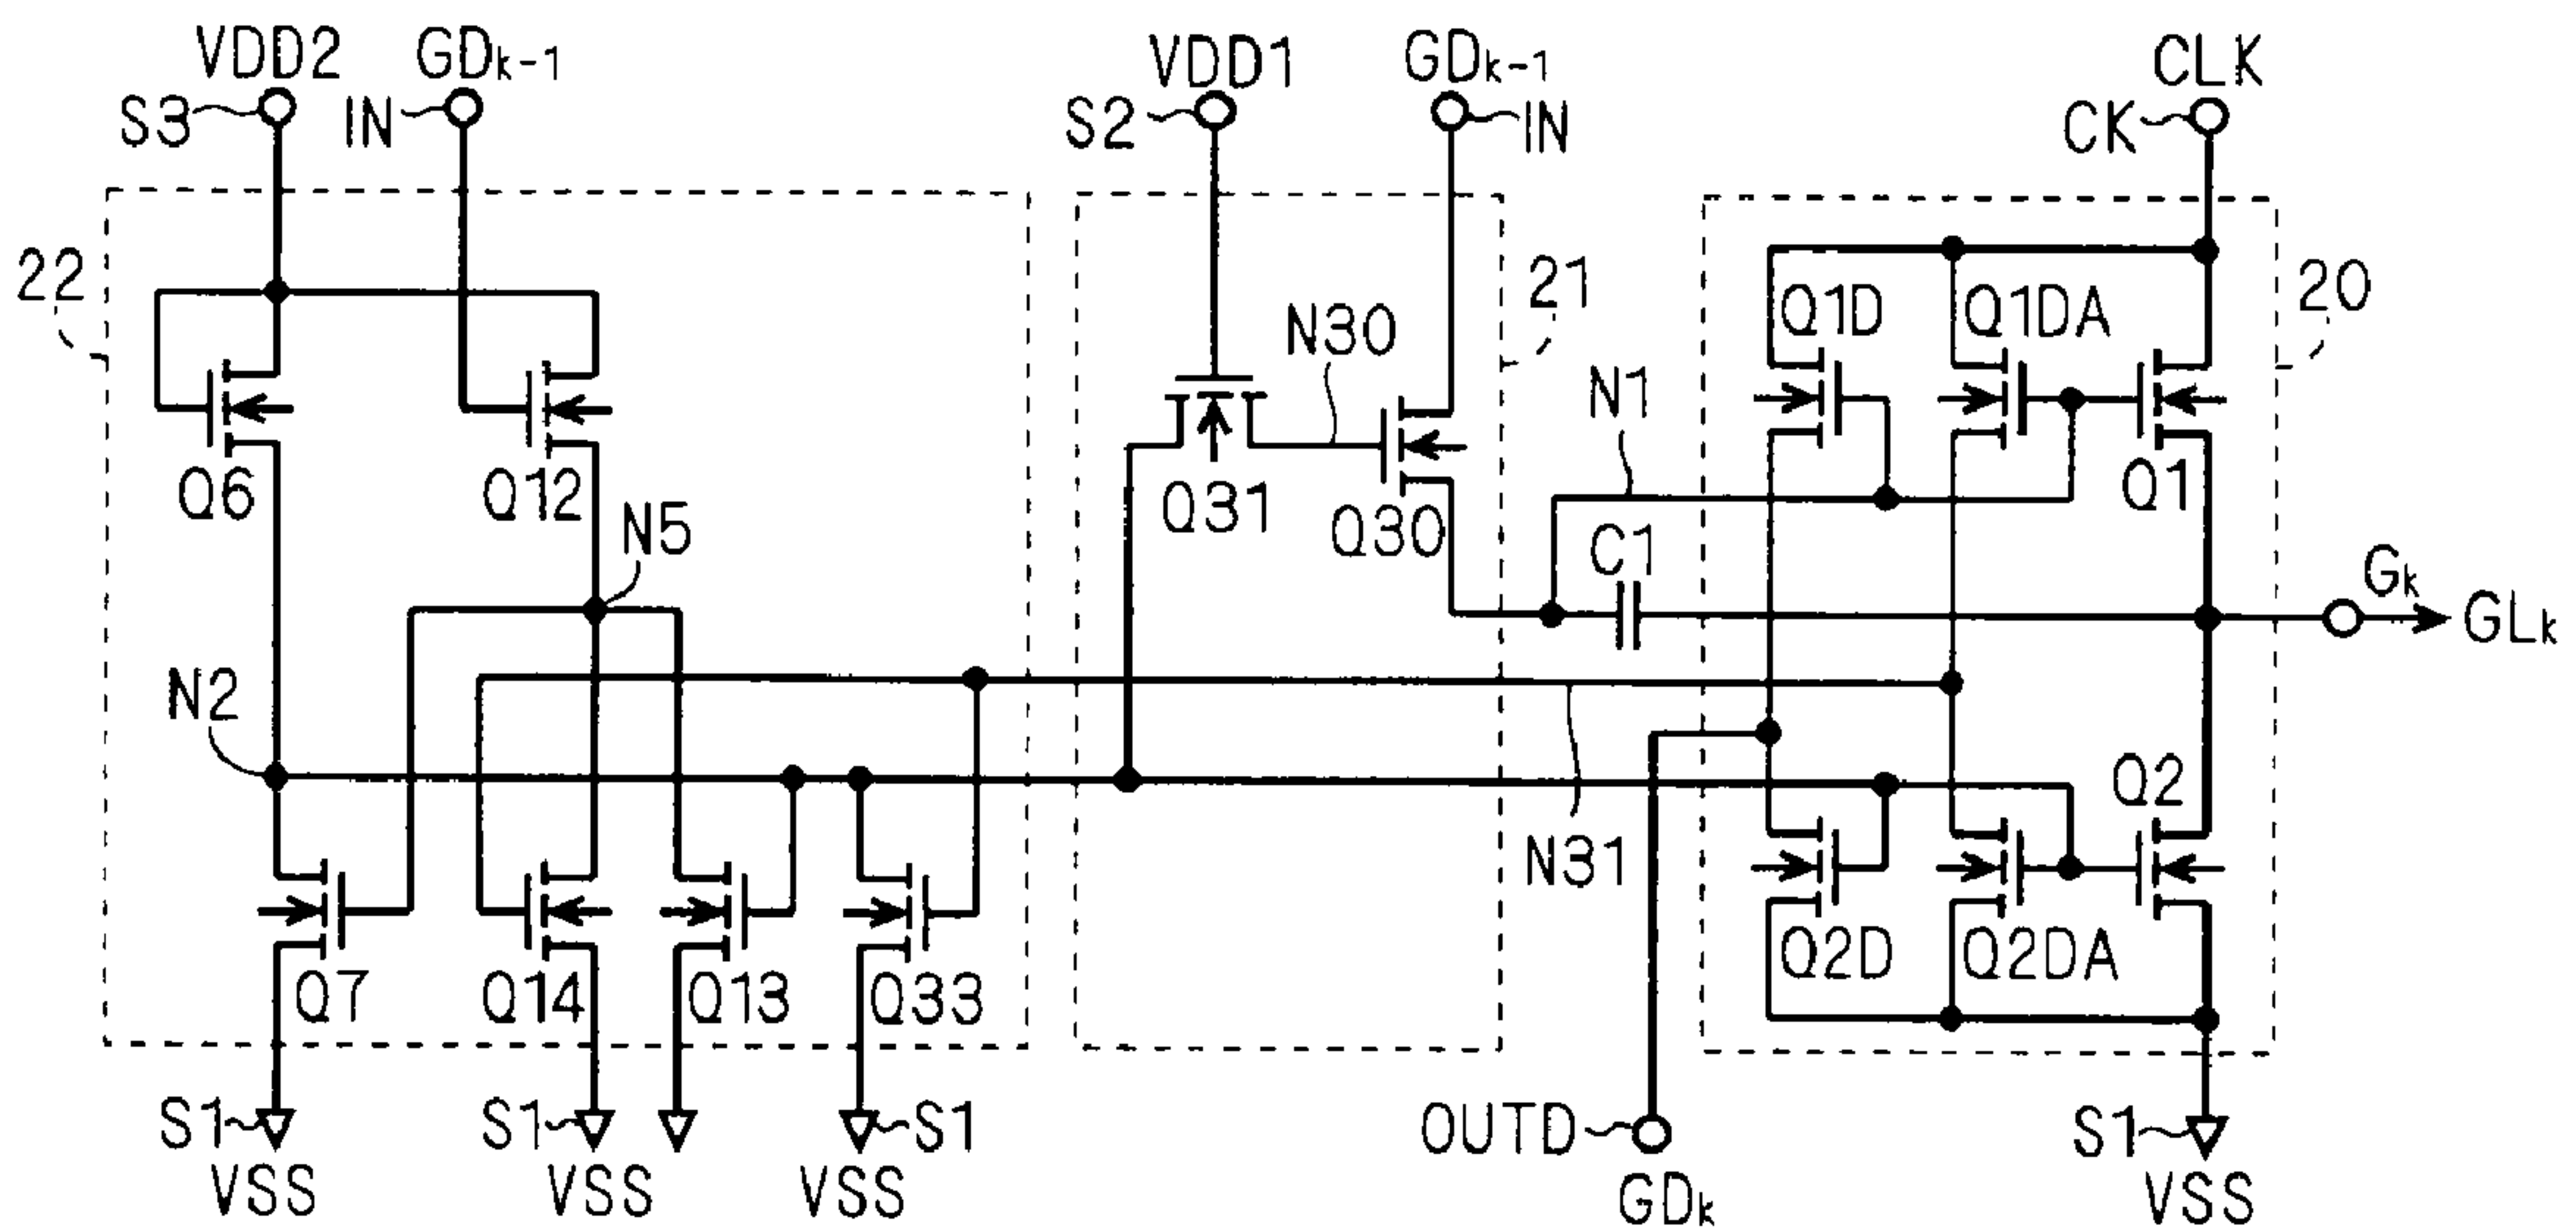 VDD2 GDk-1 VDD1 GDk-1 CLK
S3 IN S2 IN CK
22 21 20
Q1D Q1DA
N30 N1
Q6 Q12 Q31 Q30 Q1
N5 C1
Gk
GLk
N2
Q2
N31
Q7 Q14 Q13 Q33 Q2D Q2DA
S1 S1 S1 OUTD S1
VSS VSS VSS GDk VSS